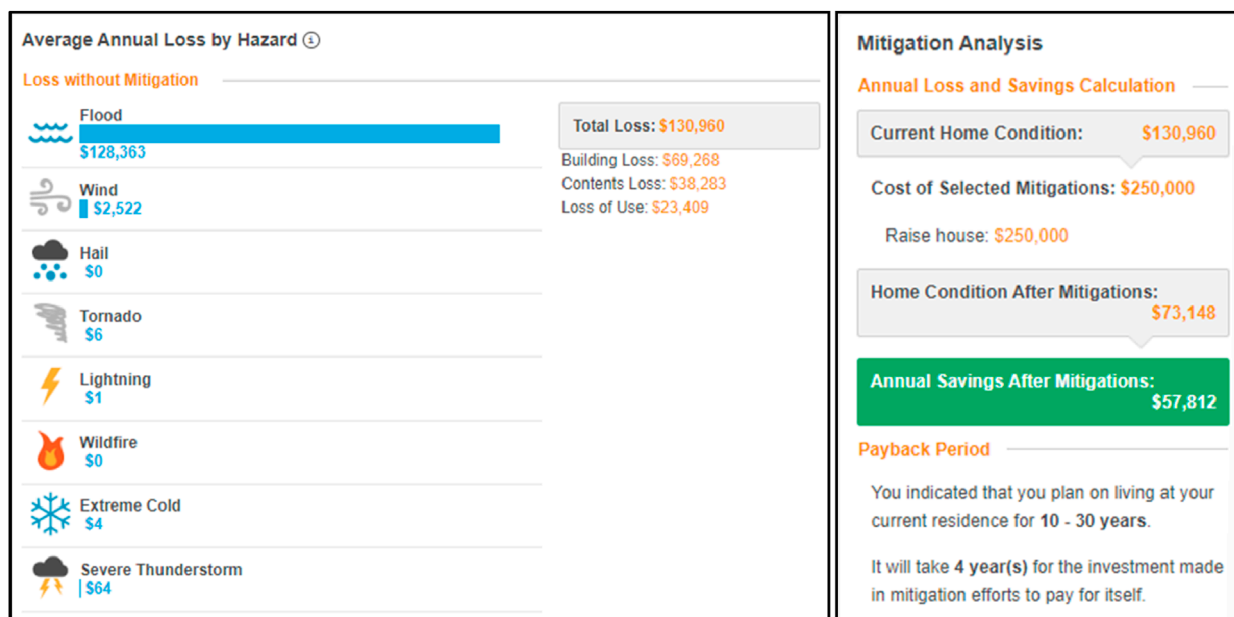 Average Annual Loss by Hazard
Loss without Mitigation
Flood
$128,363
Wind
$2,522
Hail
$0
Tornado
$6
Lightning
$1
Wildfire
$0
Extreme Cold
$4
Severe Thunderstorm
$64
Total Loss: $130,960
Building Loss: $69,268
Contents Loss: $38,283
Loss of Use: $23,409
Mitigation Analysis
Annual Loss and Savings Calculation
Current Home Condition: $130,960
Cost of Selected Mitigations: $250,000
Raise house: $250,000
Home Condition After Mitigations:
$73,148
Annual Savings After Mitigations:
$57,812
Payback Period
You indicated that you plan on living at your
current residence for 10 - 30 years.
It will take 4 year(s) for the investment made
in mitigation efforts to pay for itself.